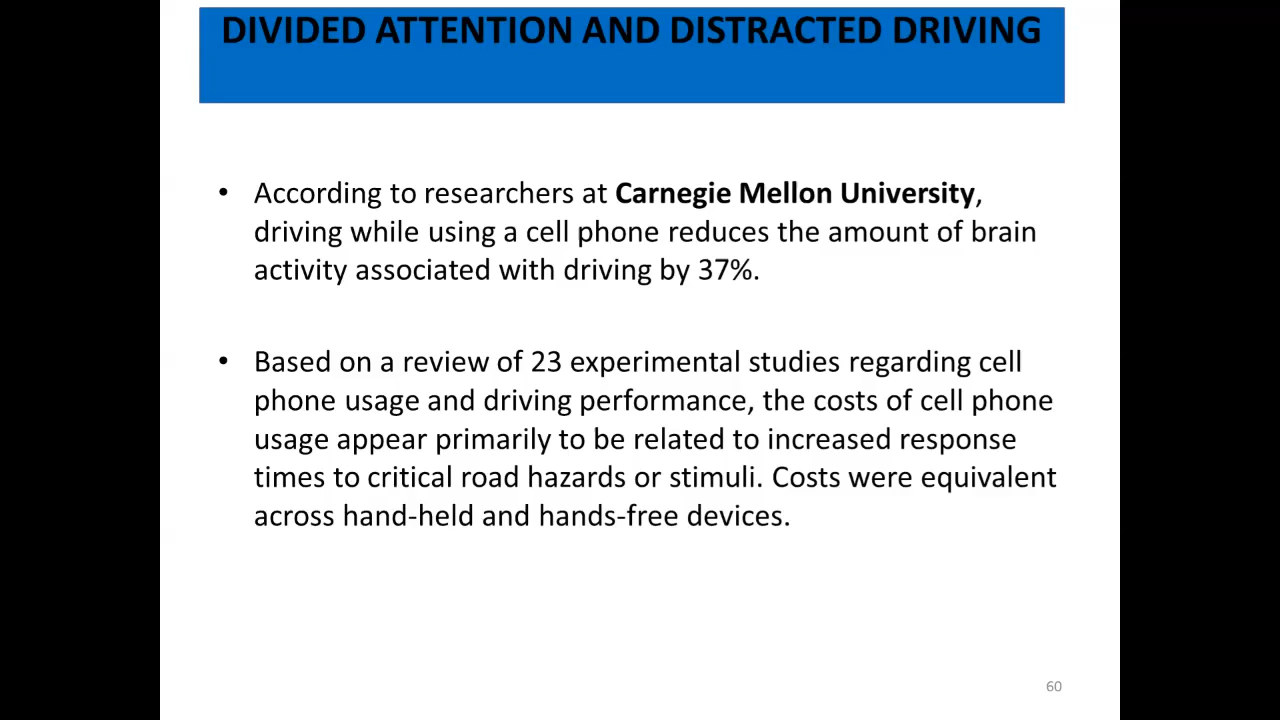 DIVIDED ATTENTION AND DISTRACTED DRIVING
• According to researchers at Carnegie Mellon University,
driving while using a cell phone reduces the amount of brain
activity associated with driving by 37%.
• Based on a review of 23 experimental studies regarding cell
phone usage and driving performance, the costs of cell phone
usage appear primarily to be related to increased response
times to critical road hazards or stimuli. Costs were equivalent
across hand-held and hands-free devices.
60